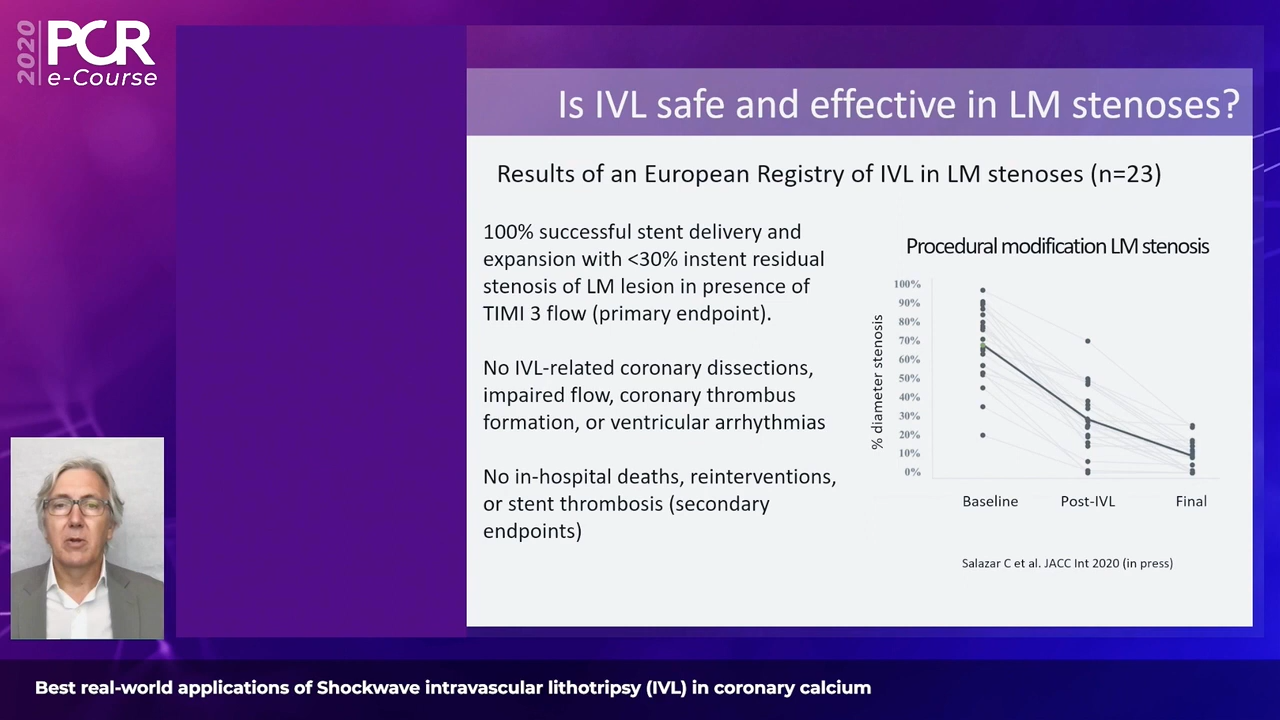 2020
PCR
e-Course
Is IVL safe and effective in LM stenoses?
Results of an European Registry of IVL in LM stenoses (n=23)
100% successful stent delivery and
expansion with <30% instent residual
stenosis of LM lesion in presence of
TIMI 3 flow (primary endpoint).
No IVL-related coronary dissections,
impaired flow, coronary thrombus
formation, or ventricular arrhythmias
No in-hospital deaths, reinterventions,
or stent thrombosis (secondary
endpoints)
Procedural modification LM stenosis
% diameter stenosis
100%
90%
80%
70%
60%
50%
40%
30%
20%
10%
0%
Baseline Post-IVL Final
Salazar C et al. JACC Int 2020 (in press)
Best real-world applications of Shockwave intravascular lithotripsy (IVL) in coronary calcium